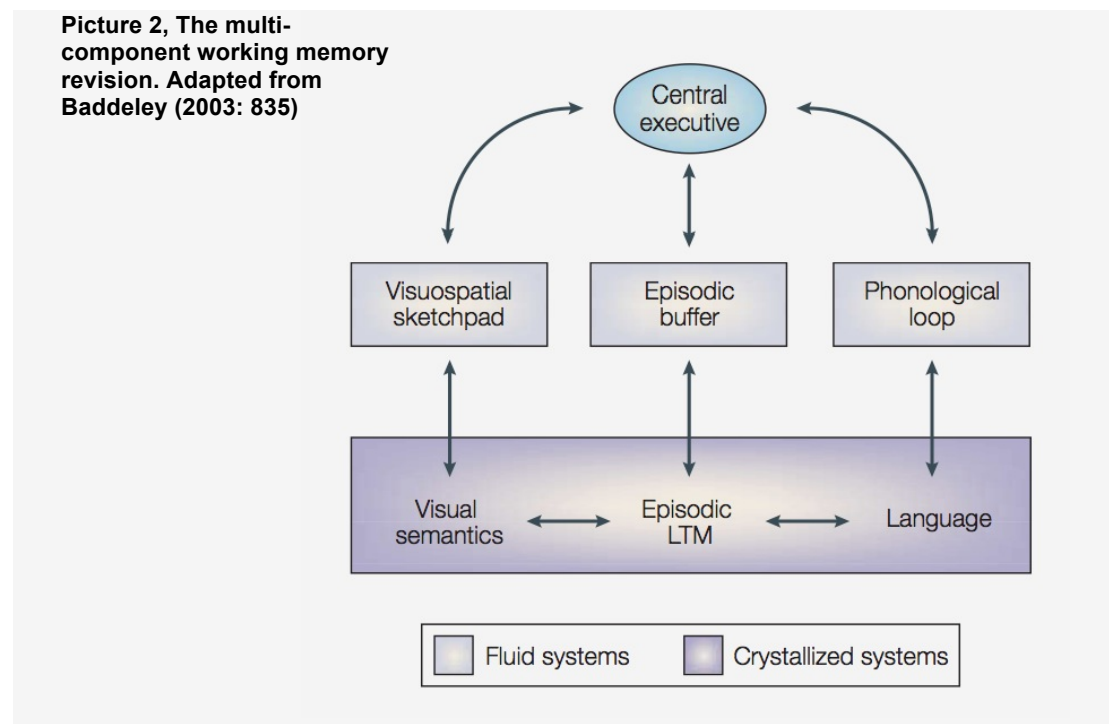 Picture 2, The multi-
component working memory
revision. Adapted from
Baddeley (2003: 835)
Central
executive
Visuospatial
sketchpad
Episodic
buffer
Phonological
loop
Visual
semantics
Episodic
LTM
Language
Fluid systems
Crystallized systems